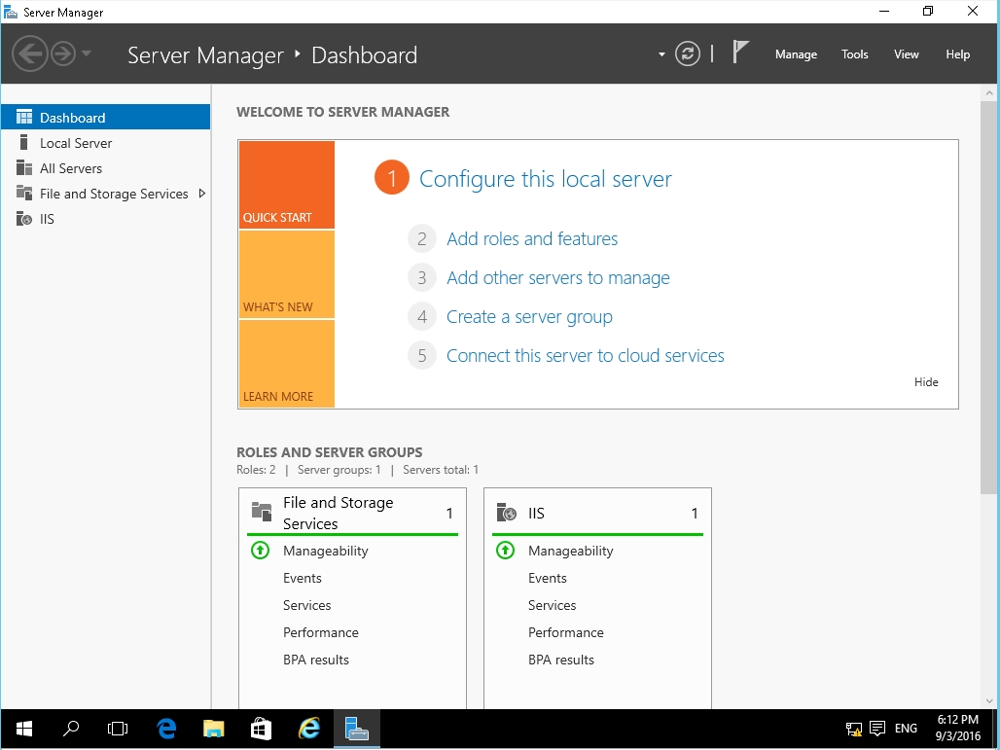 Server Manager
Server Manager ‣ Dashboard
Manage Tools View Help
Dashboard
Local Server
All Servers
File and Storage Services
IIS
WELCOME TO SERVER MANAGER
QUICK START
WHAT'S NEW
LEARN MORE
1 Configure this local server
2 Add roles and features
3 Add other servers to manage
4 Create a server group
5 Connect this server to cloud services
Hide
ROLES AND SERVER GROUPS
Roles: 2 | Server groups: 1 | Servers total: 1
File and Storage
Services 1
Manageability
Events
Services
Performance
BPA results
IIS 1
Manageability
Events
Services
Performance
BPA results
ENG
6:12 PM
9/3/2016